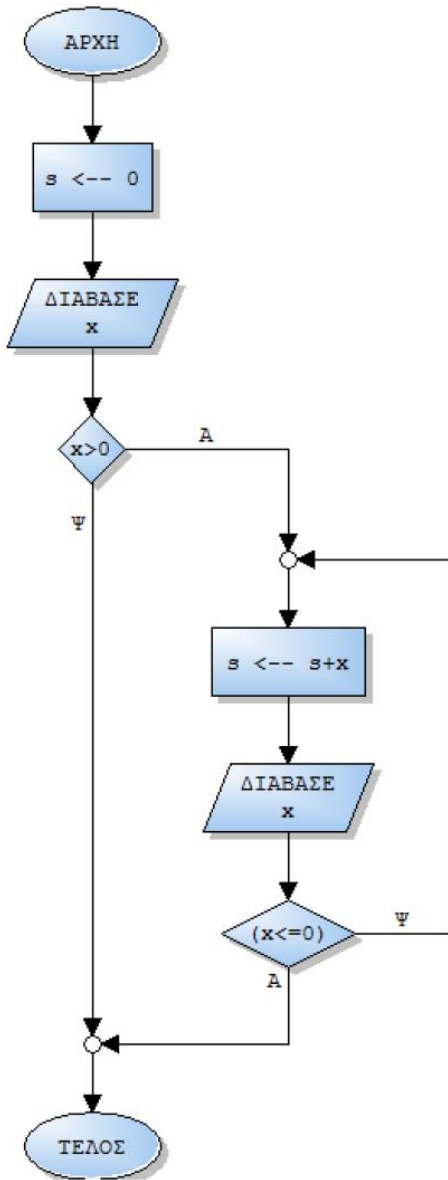 ΑΡΧΗ
s <-- 0
ΔΙΑΒΑΣΕ
x
x>0
Α
Ψ
s <-- s+x
ΔΙΑΒΑΣΕ
x
(x<=0)
Ψ
Α
ΤΕΛΟΣ